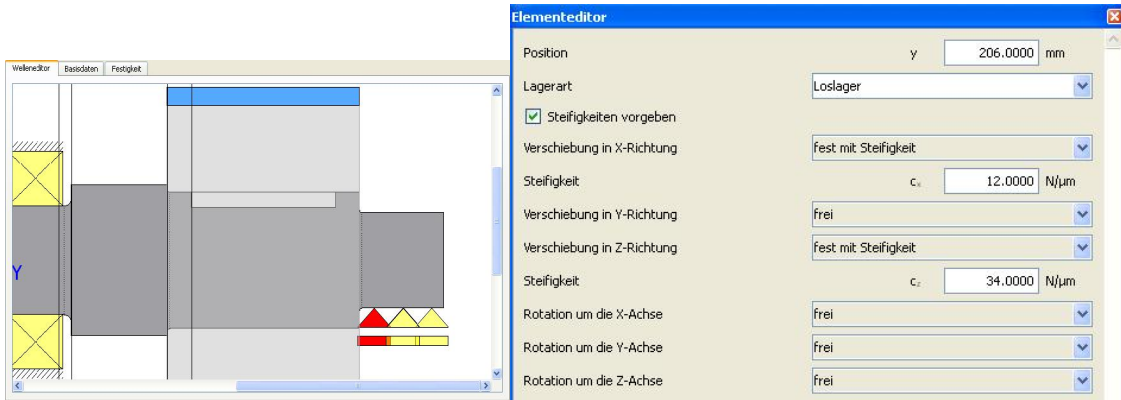 Welleneditor Basisdaten Festigkeit
Y
Elementeditor
Position y 206.0000 mm
Lagerart Loslager
Steifigkeiten vorgeben
Verschiebung in X-Richtung fest mit Steifigkeit
Steifigkeit cₓ 12.0000 N/µm
Verschiebung in Y-Richtung frei
Verschiebung in Z-Richtung fest mit Steifigkeit
Steifigkeit c_z 34.0000 N/µm
Rotation um die X-Achse frei
Rotation um die Y-Achse frei
Rotation um die Z-Achse frei